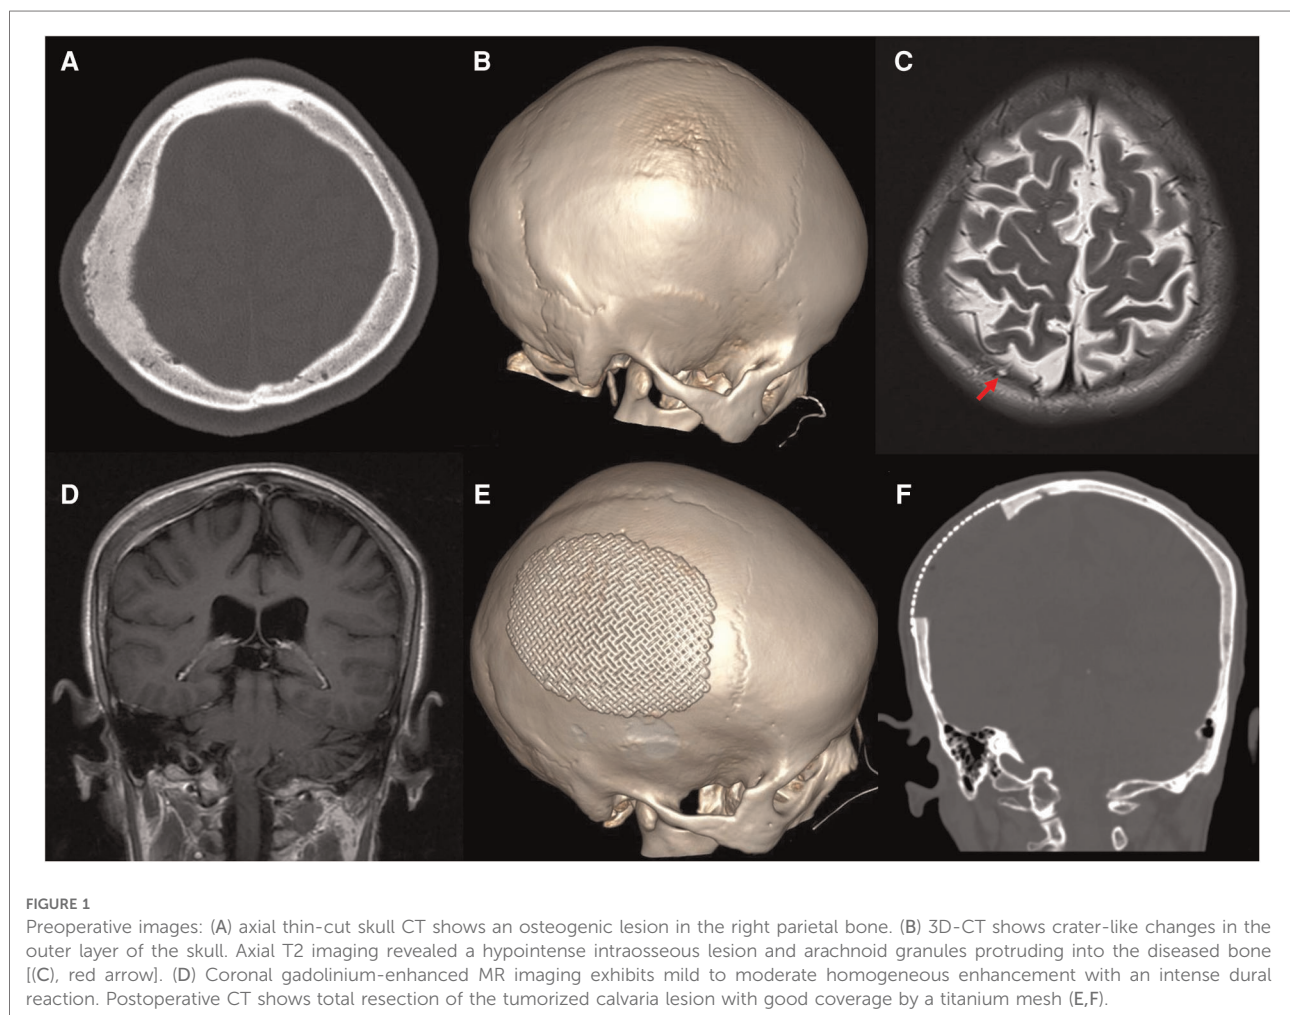 A
B
C
D
E
F
FIGURE 1
Preoperative images: (A) axial thin-cut skull CT shows an osteogenic lesion in the right parietal bone. (B) 3D-CT shows crater-like changes in the
outer layer of the skull. Axial T2 imaging revealed a hypointense intraosseous lesion and arachnoid granules protruding into the diseased bone
[(C), red arrow]. (D) Coronal gadolinium-enhanced MR imaging exhibits mild to moderate homogeneous enhancement with an intense dural
reaction. Postoperative CT shows total resection of the tumorized calvaria lesion with good coverage by a titanium mesh (E,F).